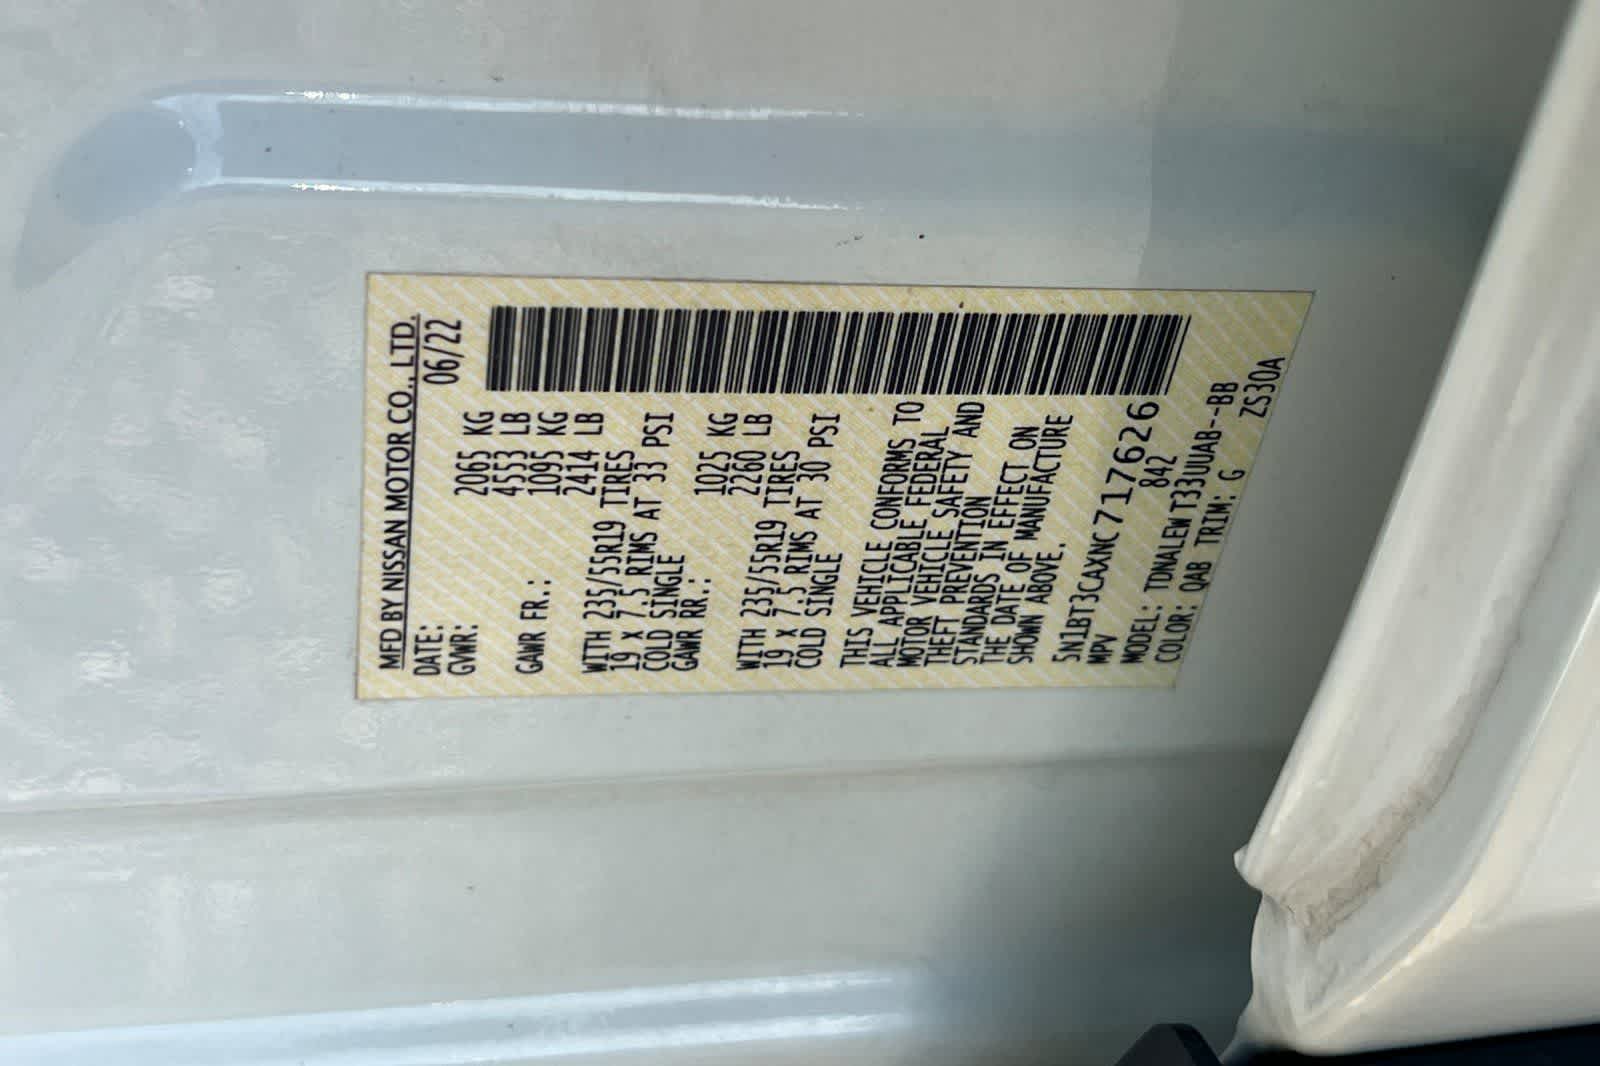 MFD BY NISSAN MOTOR CO., LTD.
DATE: 06/22
GVWR: 2065 KG
4553 LB
GAWR FR.: 1095 KG
2414 LB
WITH 235/55R19 TIRES
19 x 7.5 RIMS AT 33 PSI
COLD SINGLE
GAWR RR.: 1025 KG
2260 LB
WITH 235/55R19 TIRES
19 x 7.5 RIMS AT 30 PSI
COLD SINGLE
THIS VEHICLE CONFORMS TO
ALL APPLICABLE FEDERAL
MOTOR VEHICLE SAFETY AND
THEFT PREVENTION
STANDARDS IN EFFECT ON
THE DATE OF MANUFACTURE
SHOWN ABOVE.
5N1BT3CAXNC717626
MPV 842
MODEL: TDNALEW T33UUAB--BB
COLOR: QAB TRIM: G ZS30A